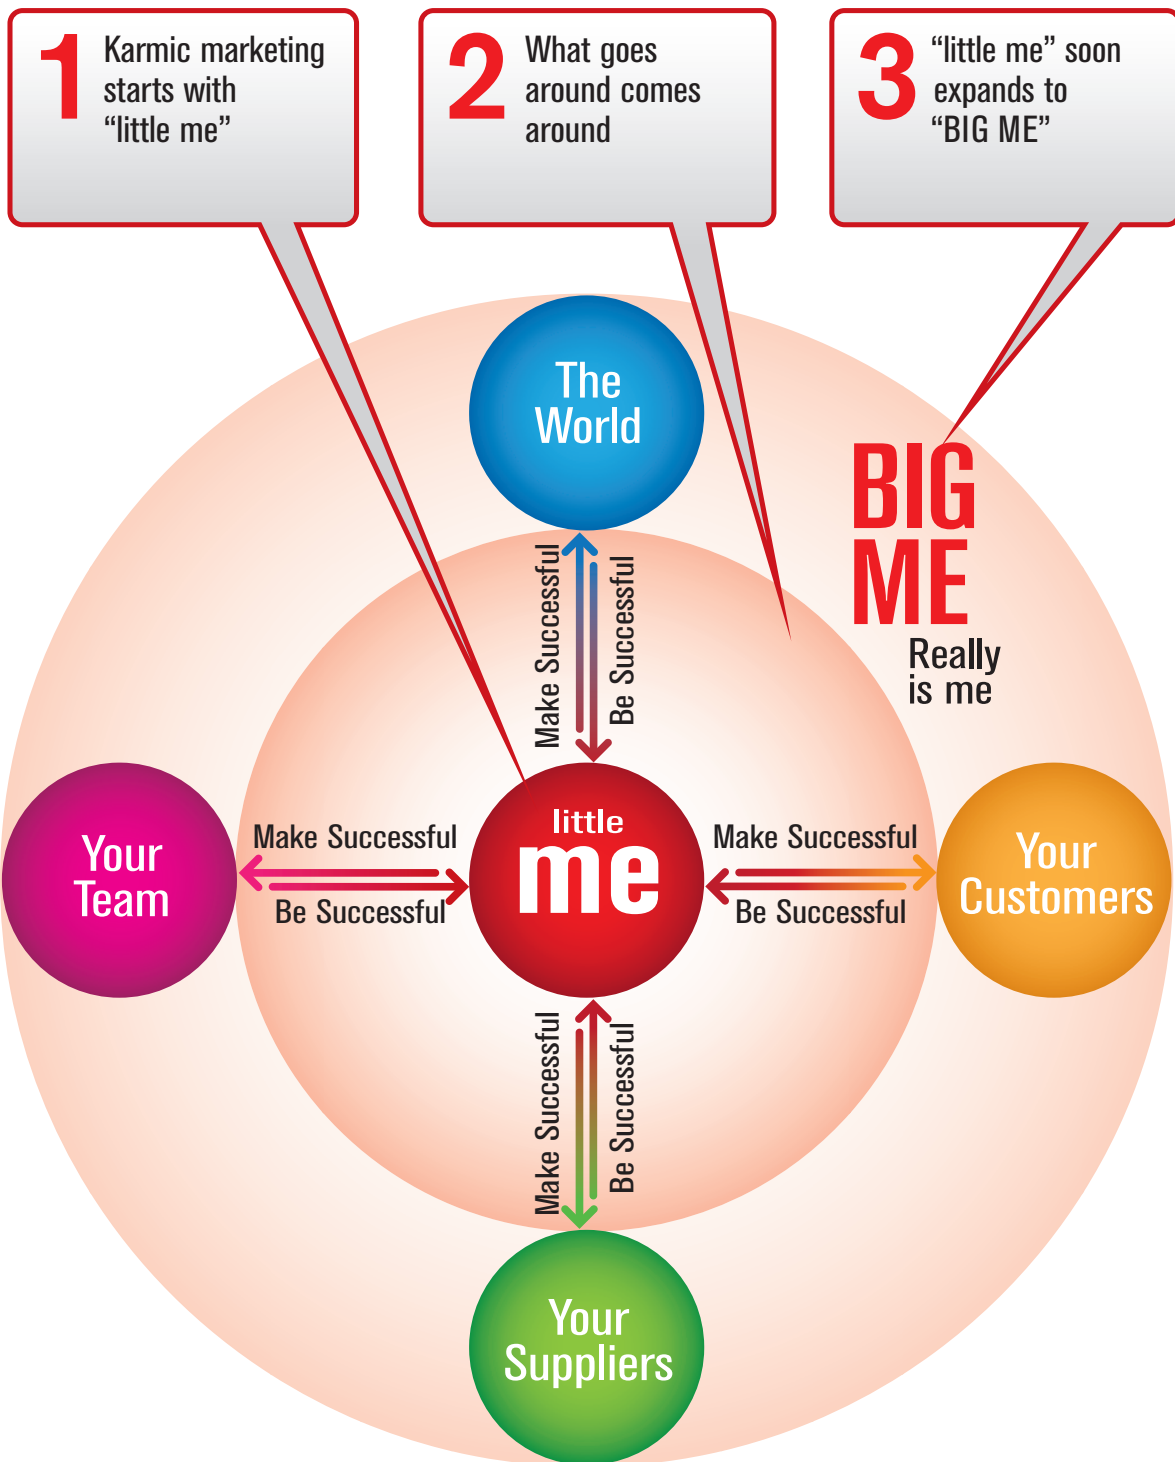 1
Karmic marketing
starts with
“little me”
2
What goes
around comes
around
3
“little me” soon
expands to
“BIG ME”
The
World
BIG
ME
Really
is me
Make Successful
Be Successful
Your
Team
Make Successful
Be Successful
little
me
Make Successful
Be Successful
Your
Customers
Make Successful
Be Successful
Your
Suppliers